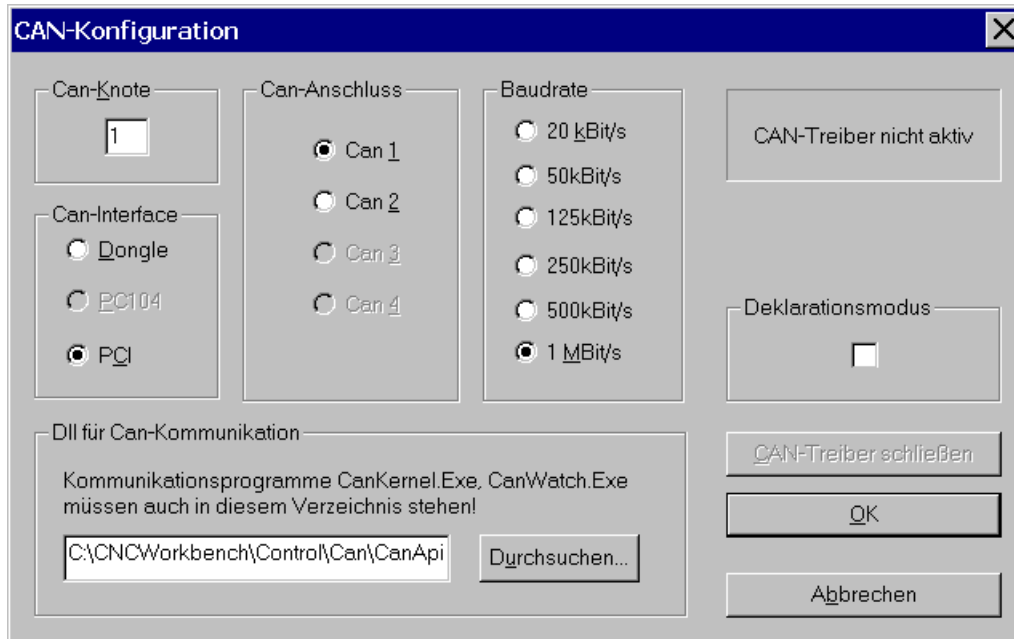 CAN-Konfiguration
Can-Knote
1
Can-Anschluss
Can 1
Can 2
Can 3
Can 4
Baudrate
20 kBit/s
50kBit/s
125kBit/s
250kBit/s
500kBit/s
1 MBit/s
CAN-Treiber nicht aktiv
Can-Interface
Dongle
PC104
PCI
Deklarationsmodus
Dll für Can-Kommunikation
Kommunikationsprogramme CanKernel.Exe, CanWatch.Exe
müssen auch in diesem Verzeichnis stehen!
C:\CNCWorkbench\Control\Can\CanApi
Durchsuchen...
CAN-Treiber schließen
OK
Abbrechen